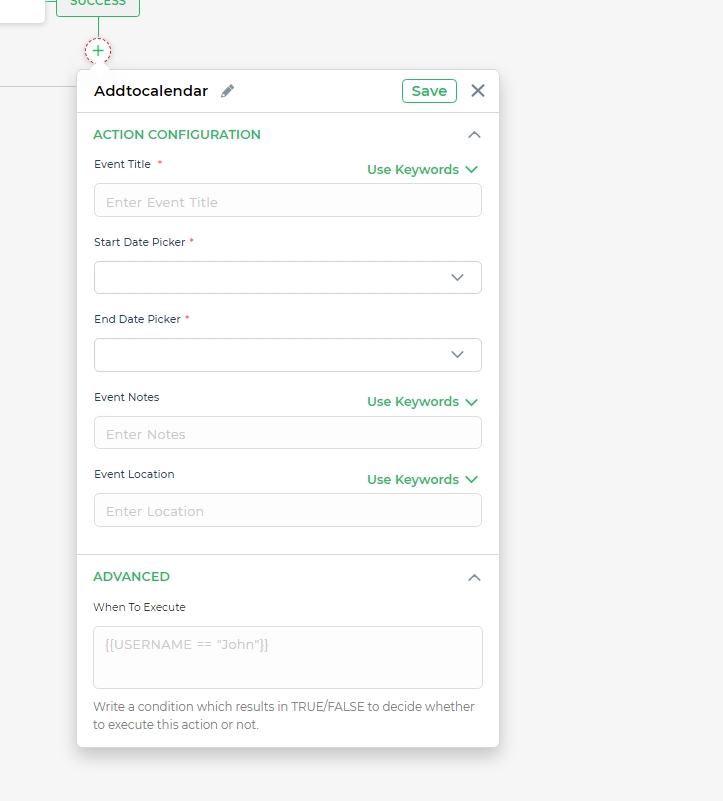 SUCCESS
Addtocalendar
Save
ACTION CONFIGURATION
Event Title *
Use Keywords
Enter Event Title
Start Date Picker *
End Date Picker *
Event Notes
Use Keywords
Enter Notes
Event Location
Use Keywords
Enter Location
ADVANCED
When To Execute
{{USERNAME == "John"}}
Write a condition which results in TRUE/FALSE to decide whether
to execute this action or not.